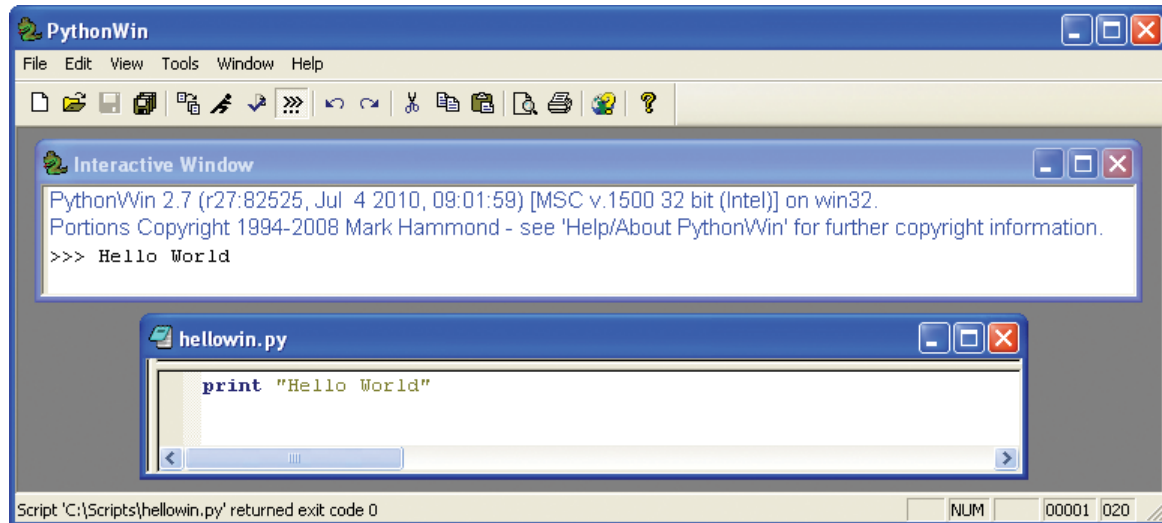 PythonWin
File Edit View Tools Window Help
Interactive Window
PythonWin 2.7 (r27:82525, Jul 4 2010, 09:01:59) [MSC v.1500 32 bit (Intel)] on win32.
Portions Copyright 1994-2008 Mark Hammond - see 'Help/About PythonWin' for further copyright information.
>>> Hello World
hellowin.py
print "Hello World"
Script 'C:\Scripts\hellowin.py' returned exit code 0 NUM 00001 020